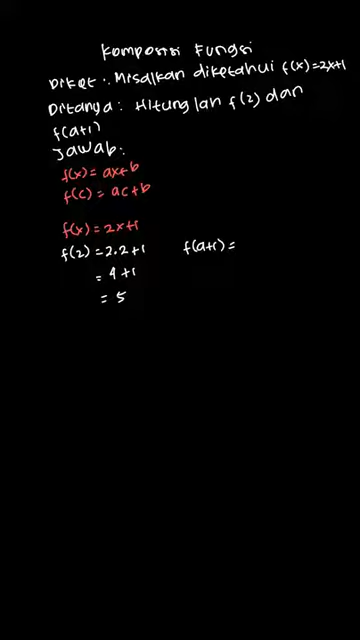 Komposisi Fungsi
Diket : Misalkan diketahui f(x)=2x+1
Ditanya : Hitunglah f(2) dan
f(a+1)
Jawab :
f(x) = ax+b
f(c) = ac+b
f(x) = 2x+1
f(2) = 2.2+1 f(a+1) =
= 4+1
= 5